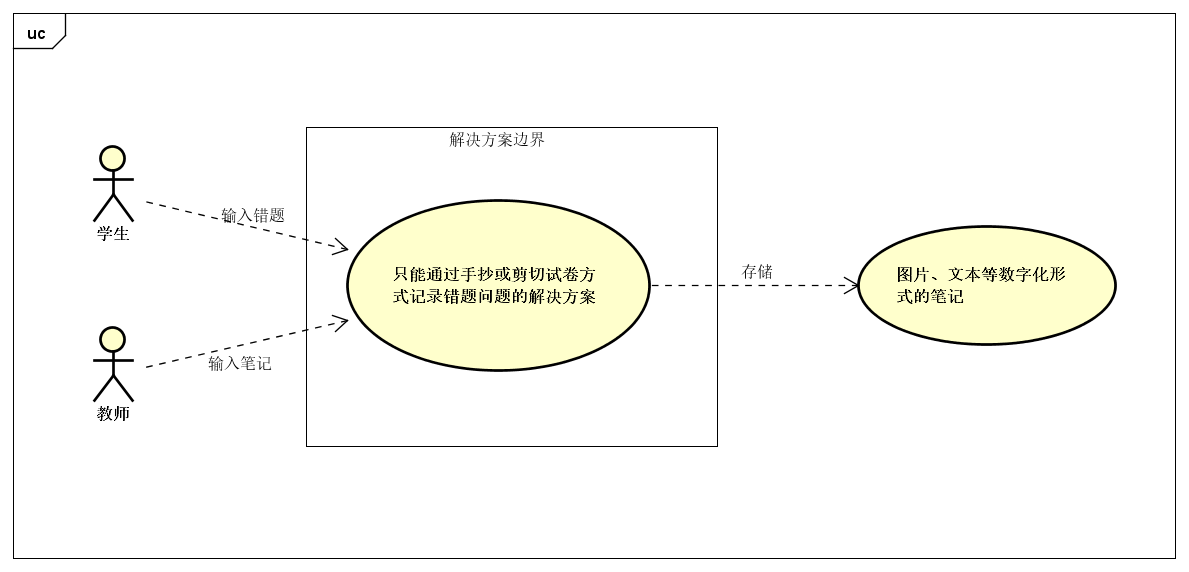 uc
解决方案边界
学生
输入错题
只能通过手抄或剪切试卷方
式记录错题问题的解决方案
存储
图片、文本等数字化形
式的笔记
输入笔记
教师